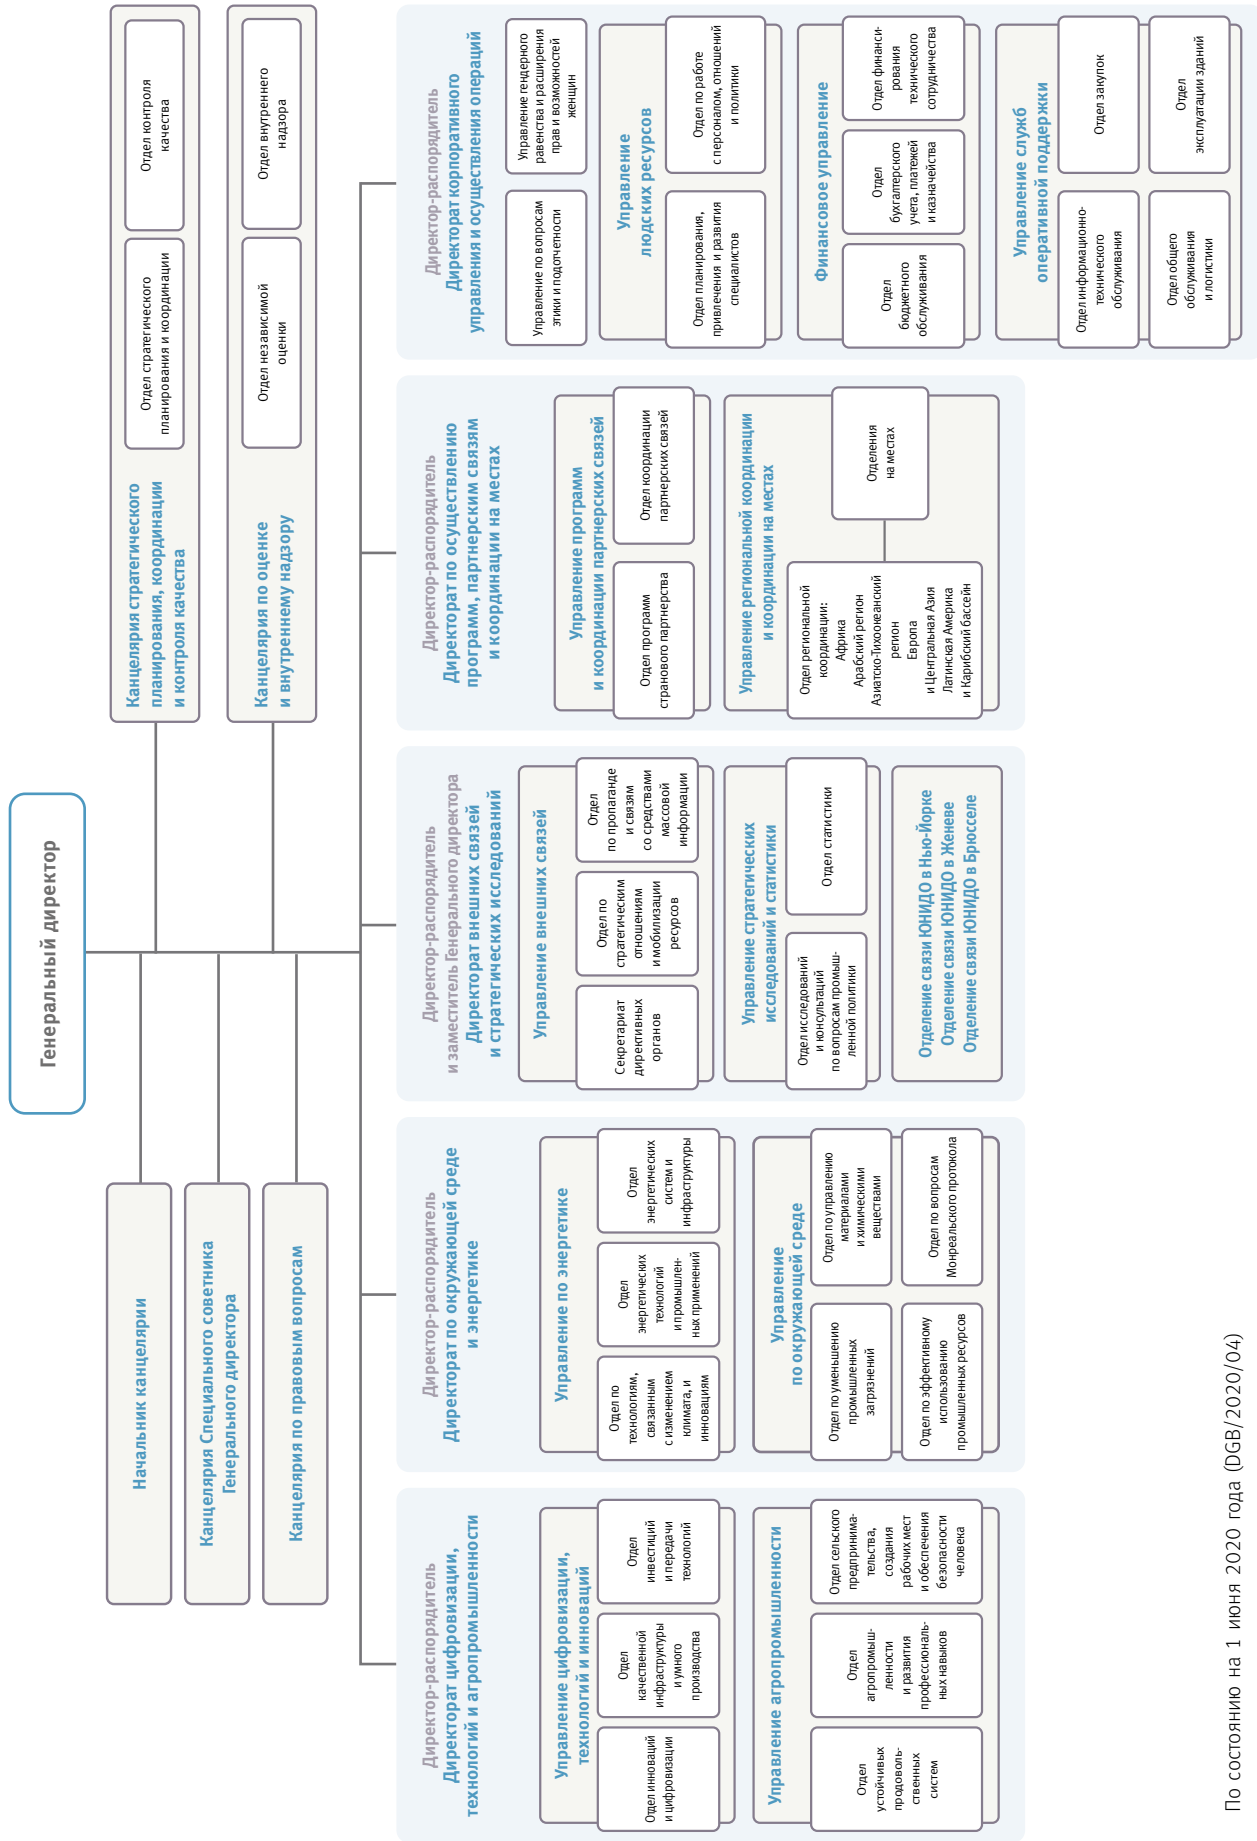 Генеральный директор
Начальник канцелярии
Канцелярия Специального советника
Генерального директора
Канцелярия по правовым вопросам
Канцелярия стратегического
планирования, координации
и контроля качества
Отдел стратегического
планирования и координации
Отдел контроля
качества
Канцелярия по оценке
и внутреннему надзору
Отдел независимой
оценки
Отдел внутреннего
надзора
Директор-распорядитель
Директорат цифровизации,
технологий и агропромышленности
Управление цифровизации,
технологий и инноваций
Отдел инноваций
и цифровизации
Отдел
качественной
инфраструктуры
и умного
производства
Отдел
инвестиций
и передачи
технологий
Управление агропромышленности
Отдел
устойчивых
продоволь-
ственных
систем
Отдел
агропромыш-
ленности
и развития
профессиональ-
ных навыков
Отдел сельского
предпринима-
тельства,
создания
рабочих мест
и обеспечения
безопасности
человека
Директор-распорядитель
Директорат по окружающей среде
и энергетике
Управление по энергетике
Отдел по
технологиям,
связанным
с изменением
климата, и
инновациям
Отдел
энергетических
технологий
и промышлен-
ных применений
Отдел
энергетических
систем и
инфраструктуры
Управление
по окружающей среде
Отдел по уменьшению
промышленных
загрязнений
Отдел по управлению
материалами
и химическими
веществами
Отдел по эффективному
использованию
промышленных ресурсов
Отдел по вопросам
Монреальского протокола
Директор-распорядитель
и заместитель Генерального директора
Директорат внешних связей
и стратегических исследований
Управление внешних связей
Секретариат
директивных
органов
Отдел по
стратегическим
отношениям
и мобилизации
ресурсов
Отдел
по пропаганде
и связям
со средствами
массовой
информации
Управление стратегических
исследований и статистики
Отдел исследований
и консультаций
по вопросам промыш-
ленной политики
Отдел статистики
Отделение связи ЮНИДО в Нью-Йорке
Отделение связи ЮНИДО в Женеве
Отделение связи ЮНИДО в Брюсселе
Директор-распорядитель
Директорат по осуществлению
программ, партнерским связям
и координации на местах
Управление программ
и координации партнерских связей
Отдел программ
странового партнерства
Отдел координации
партнерских связей
Управление региональной координации
и координации на местах
Отдел региональной
координации:
Африка
Арабский регион
Азиатско-Тихоокеанский
регион
Европа
и Центральная Азия
Латинская Америка
и Карибский бассейн
Отделения
на местах
Директор-распорядитель
Директорат корпоративного
управления и осуществления операций
Управление по вопросам
этики и подотчетности
Управление гендерного
равенства и расширения
прав и возможностей
женщин
Управление
людских ресурсов
Отдел планирования,
привлечения и развития
специалистов
Отдел по работе
с персоналом, отношений
и политики
Финансовое управление
Отдел
бюджетного
обслуживания
Отдел
бухгалтерского
учета, платежей
и казначейства
Отдел финанси-
рования
технического
сотрудничества
Управление служб
оперативной поддержки
Отдел информационно-
технического
обслуживания
Отдел закупок
Отдел общего
обслуживания
и логистики
Отдел
эксплуатации зданий
По состоянию на 1 июня 2020 года (DGB/2020/04)